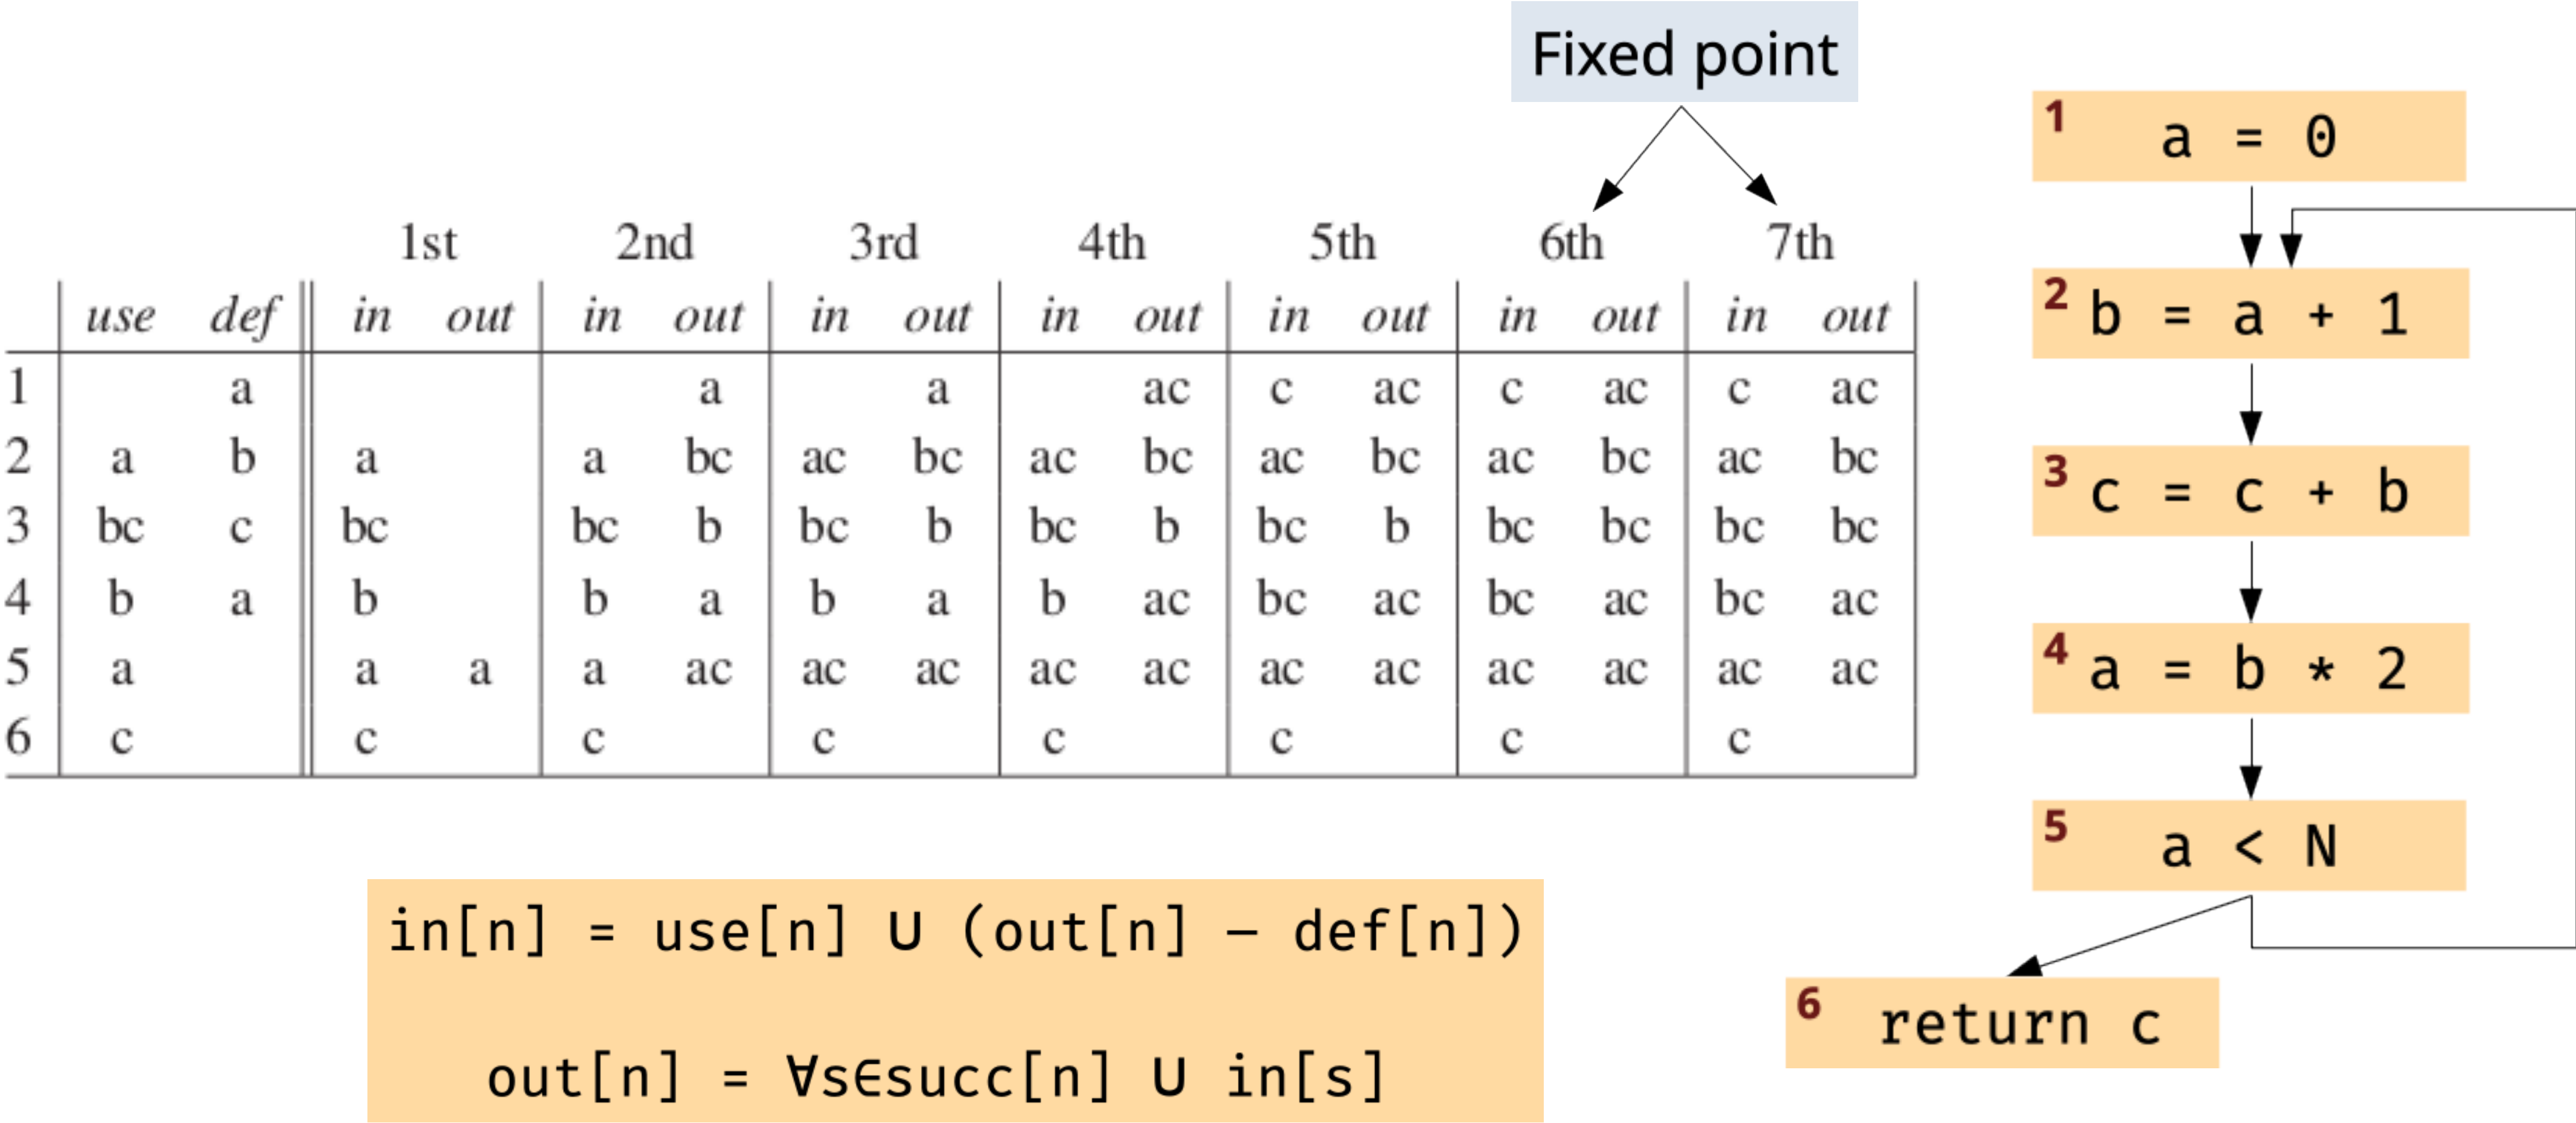 Fixed point
1st 2nd 3rd 4th 5th 6th 7th
use def in out in out in out in out in out in out in out
1 a a a ac c ac c ac c ac
2 a b a a bc ac bc ac bc ac bc ac bc ac bc
3 bc c bc bc b bc b bc b bc b bc bc bc bc
4 b a b b a b a b ac bc ac bc ac bc ac
5 a a a a ac ac ac ac ac ac ac ac ac ac ac
6 c c c c c c c c
in[n] = use[n] ∪ (out[n] – def[n])
out[n] = ∀s∈succ[n] ∪ in[s]
1 a = 0
2 b = a + 1
3 c = c + b
4 a = b * 2
5 a < N
6 return c